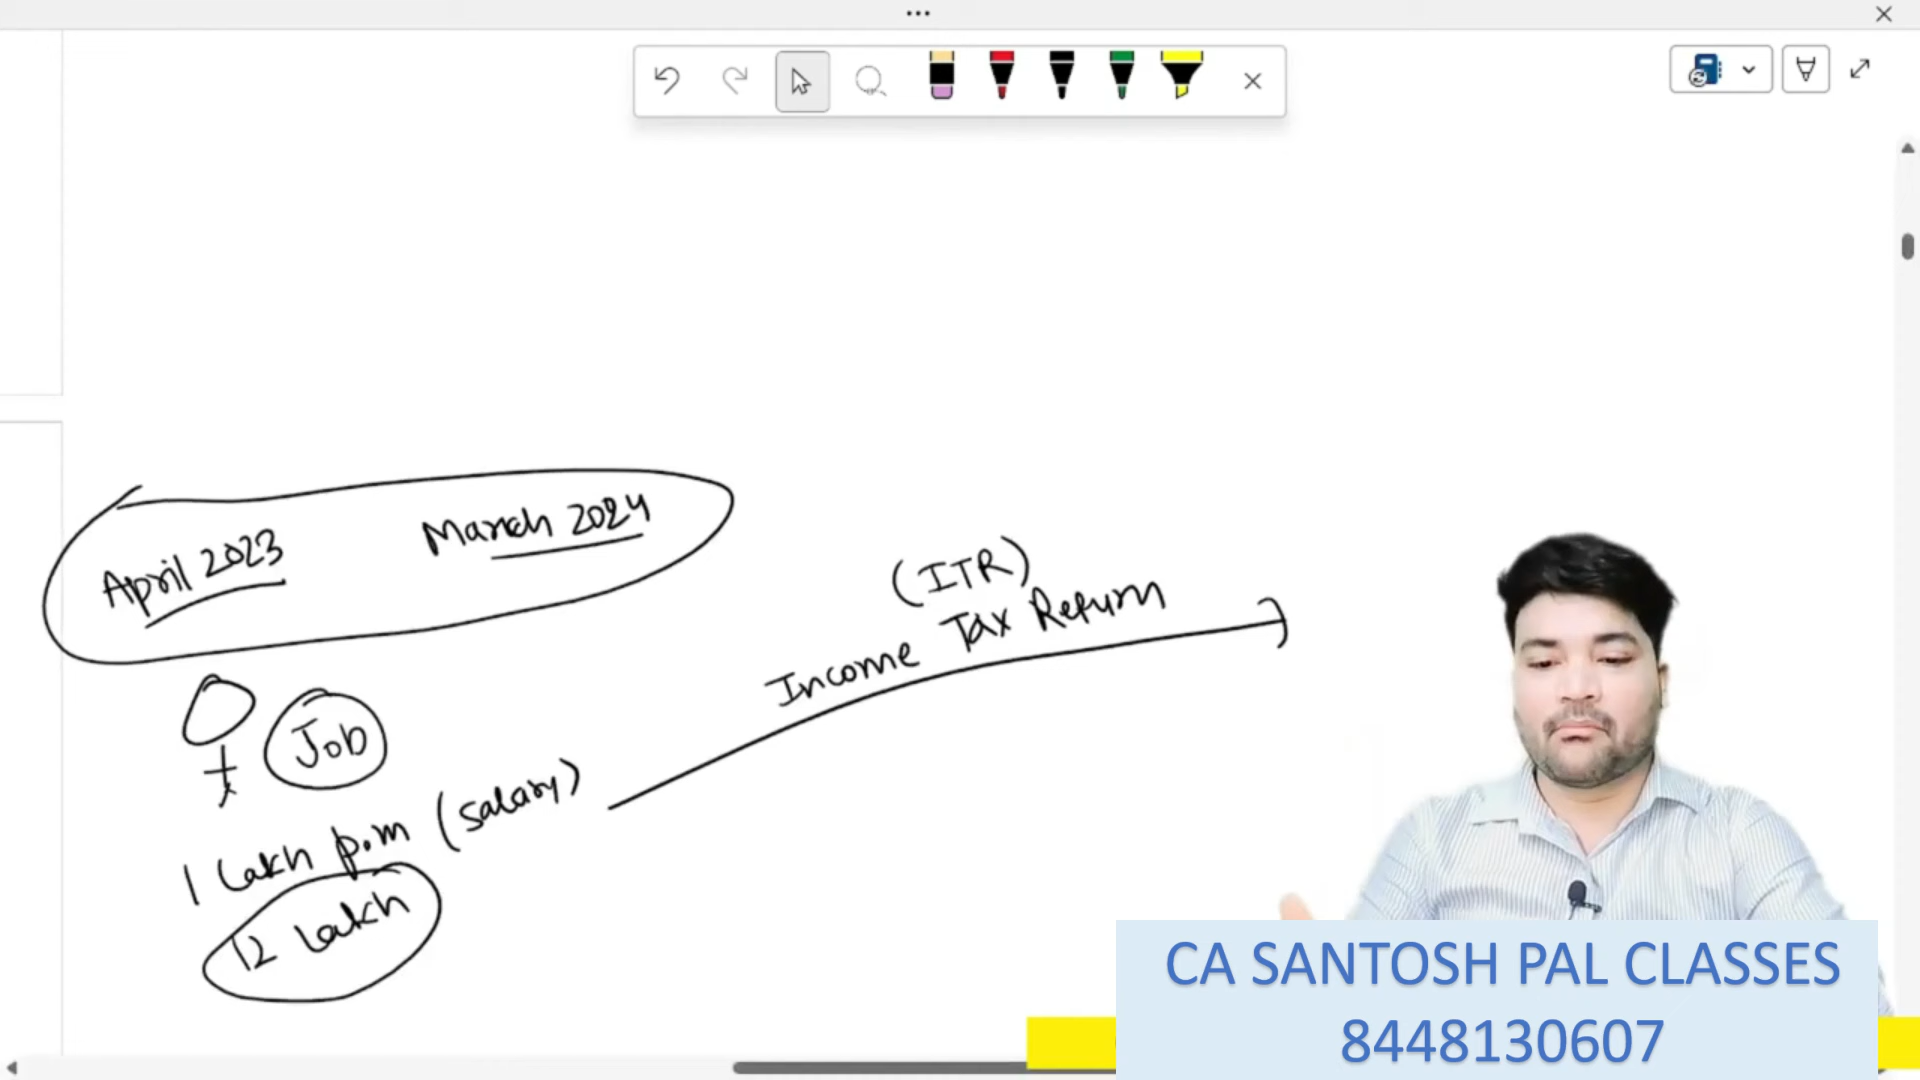 April 2023 March 2024
(ITR)
Income Tax Return
Job
1 Lakh p.m (salary)
12 Lakh
CA SANTOSH PAL CLASSES
8448130607